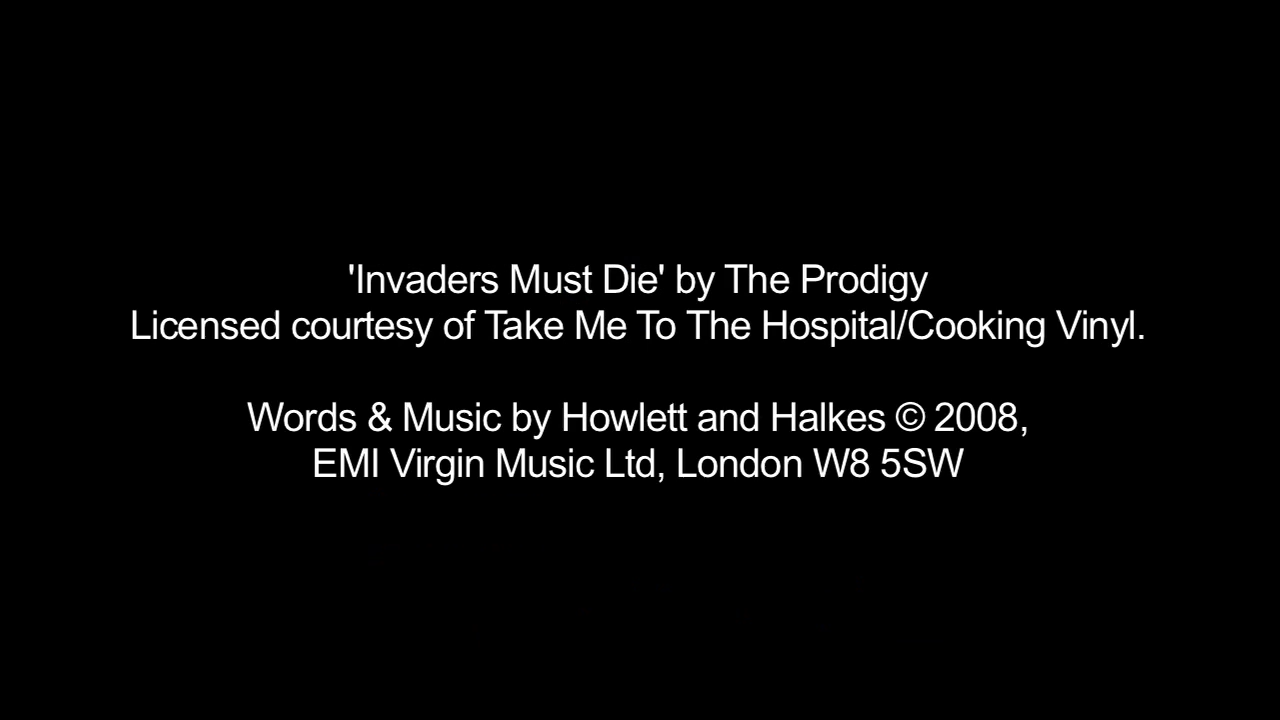 'Invaders Must Die' by The Prodigy
Licensed courtesy of Take Me To The Hospital/Cooking Vinyl.
Words & Music by Howlett and Halkes © 2008,
EMI Virgin Music Ltd, London W8 5SW